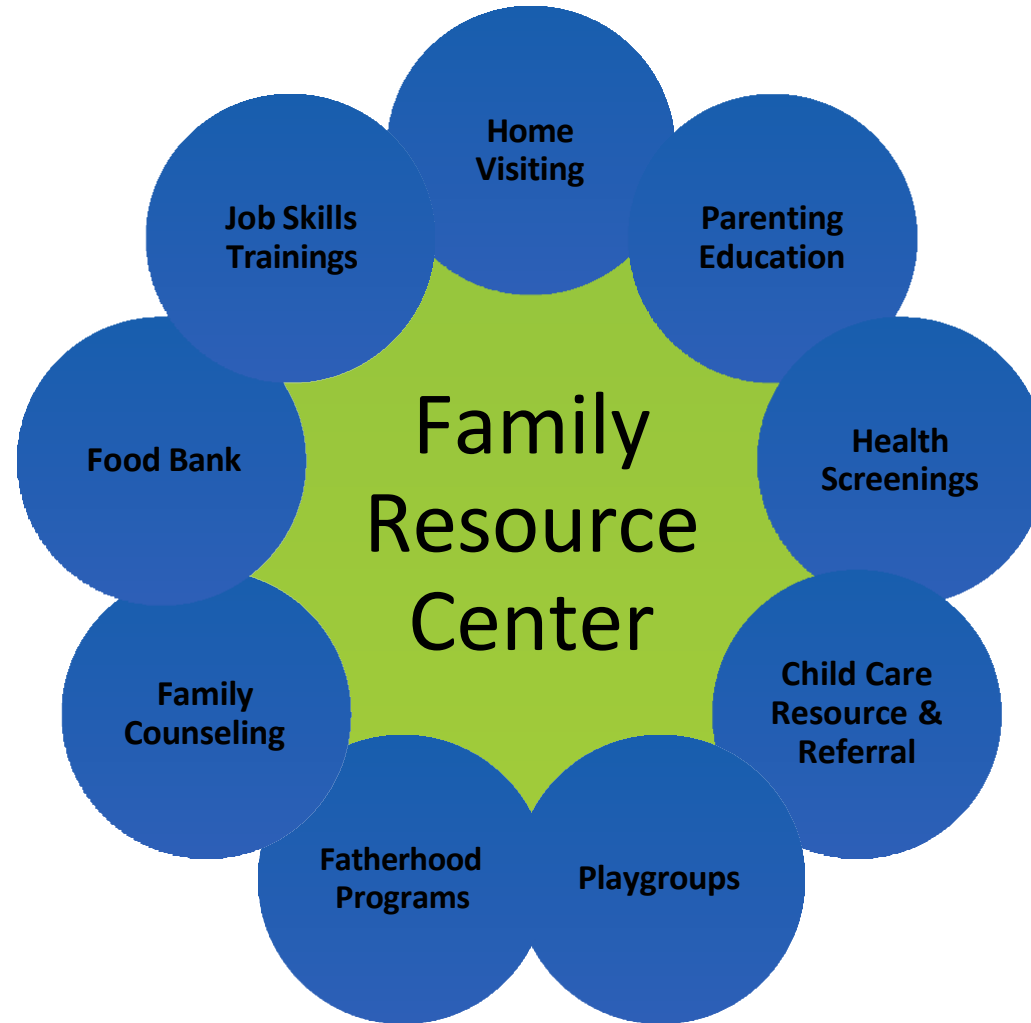 Home
Visiting
Parenting
Education
Health
Screenings
Child Care
Resource &
Referral
Playgroups
Fatherhood
Programs
Family
Counseling
Food Bank
Job Skills
Trainings
Family
Resource
Center